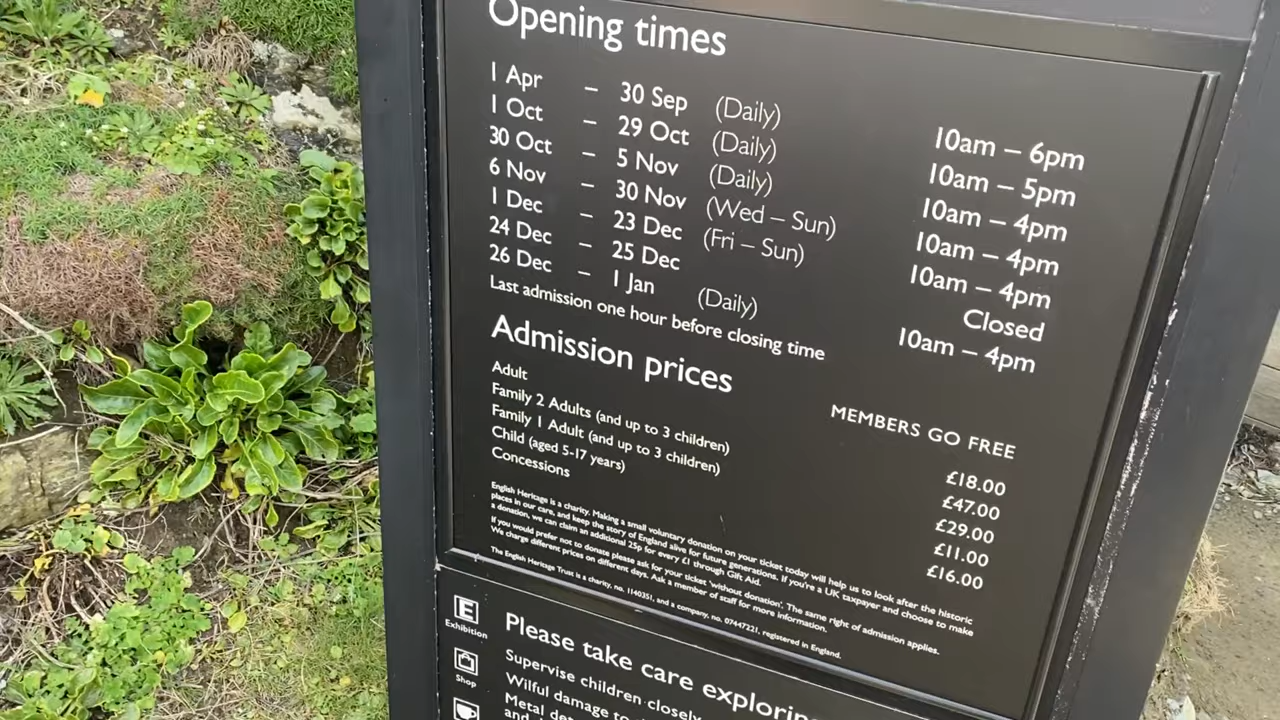 Opening times
1 Apr – 30 Sep (Daily) 10am – 6pm
1 Oct – 29 Oct (Daily) 10am – 5pm
30 Oct – 5 Nov (Daily) 10am – 4pm
6 Nov – 30 Nov (Wed – Sun) 10am – 4pm
1 Dec – 23 Dec (Fri – Sun) 10am – 4pm
24 Dec – 25 Dec Closed
26 Dec – 1 Jan (Daily) 10am – 4pm
Last admission one hour before closing time
Admission prices
MEMBERS GO FREE
Adult £18.00
Family 2 Adults (and up to 3 children) £47.00
Family 1 Adult (and up to 3 children) £29.00
Child (aged 5-17 years) £11.00
Concessions £16.00
English Heritage is a charity. Making a small voluntary donation on your ticket today will help us to look after the historic
places in our care, and keep the story of England alive for future generations. If you're a UK taxpayer and choose to make
a donation, we can claim an additional 25p for every £1 through Gift Aid.
If you would prefer not to donate please ask for your ticket 'without donation'. The same right of admission applies.
We charge different prices on different days. Ask a member of staff for more information.
The English Heritage Trust is a charity, no. 1140351, and a company, no. 07447221, registered in England.
E
Exhibition
Shop
Please take care explorin
Supervise children closely
Wilful damage to
Metal det
and